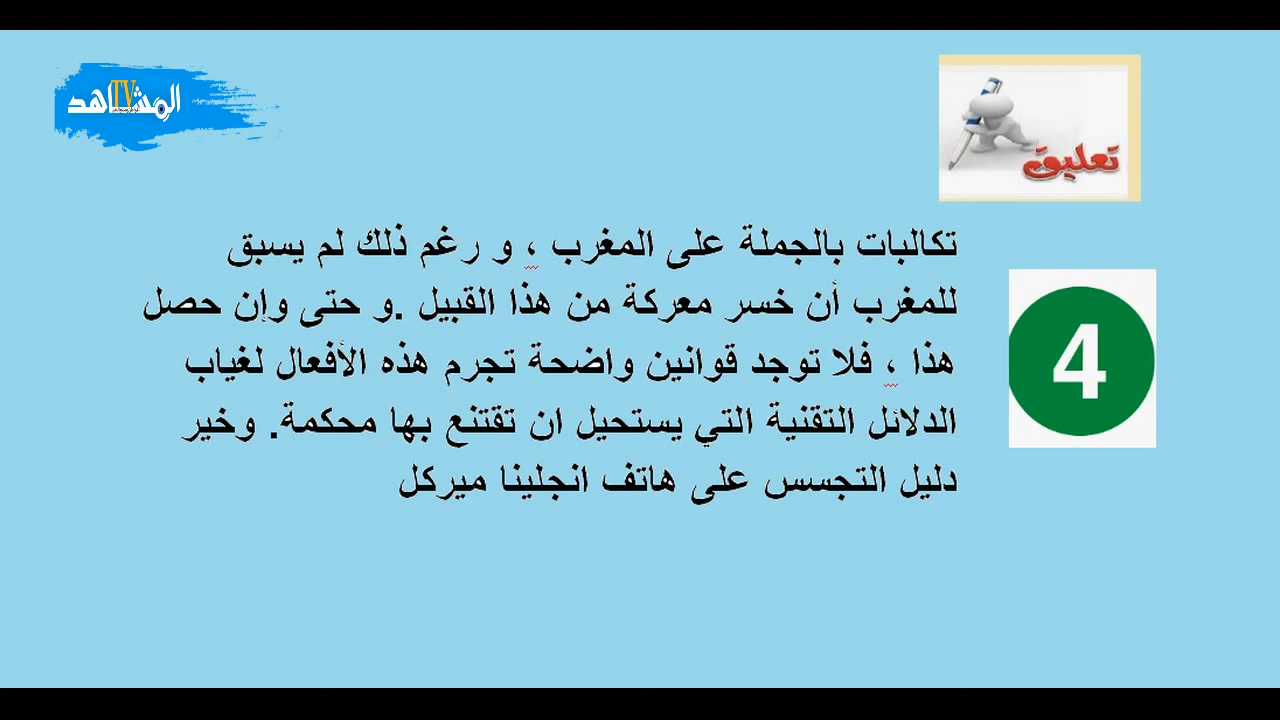 المشاهد TV
تعليق
تكالبات بالجملة على المغرب ، و رغم ذلك لم يسبق
للمغرب أن خسر معركة من هذا القبيل .و حتى وإن حصل
هذا ، فلا توجد قوانين واضحة تجرم هذه الأفعال لغياب
الدلائل التقنية التي يستحيل ان تقتنع بها محكمة. وخير
دليل التجسس على هاتف انجلينا ميركل
4